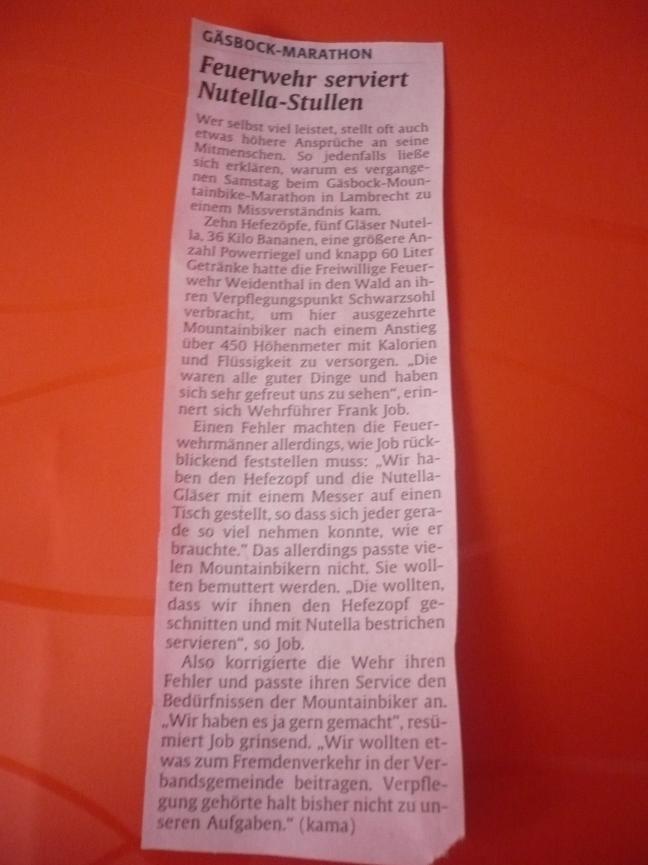 GÄSBOCK-MARATHON
Feuerwehr serviert
Nutella-Stullen
Wer selbst viel leistet, stellt oft auch
etwas höhere Ansprüche an seine
Mitmenschen. So jedenfalls ließe
sich erklären, warum es vergange-
nen Samstag beim Gäsbock-Moun-
tainbike-Marathon in Lambrecht zu
einem Missverständnis kam.
Zehn Hefezöpfe, fünf Gläser Nutel-
la, 36 Kilo Bananen, eine größere An-
zahl Powerriegel und knapp 60 Liter
Getränke hatte die Freiwillige Feuer-
wehr Weidenthal in den Wald an ih-
ren Verpflegungspunkt Schwarzsohl
verbracht, um hier ausgezehrte
Mountainbiker nach einem Anstieg
über 450 Höhenmeter mit Kalorien
und Flüssigkeit zu versorgen. „Die
waren alle guter Dinge und haben
sich sehr gefreut uns zu sehen“, erin-
nert sich Wehrführer Frank Job.
Einen Fehler machten die Feuer-
wehrmänner allerdings, wie Job rück-
blickend feststellen muss: „Wir ha-
ben den Hefezopf und die Nutella-
Gläser mit einem Messer auf einen
Tisch gestellt, so dass sich jeder gera-
de so viel nehmen konnte, wie er
brauchte.“ Das allerdings passte vie-
len Mountainbikern nicht. Sie woll-
ten bemuttert werden. „Die wollten,
dass wir ihnen den Hefezopf ge-
schnitten und mit Nutella bestrichen
servieren“, so Job.
Also korrigierte die Wehr ihren
Fehler und passte ihren Service den
Bedürfnissen der Mountainbiker an.
„Wir haben es ja gern gemacht“, resü-
miert Job grinsend. „Wir wollten et-
was zum Fremdenverkehr in der Ver-
bandsgemeinde beitragen. Verpfle-
gung gehörte halt bisher nicht zu un-
seren Aufgaben.“ (kama)